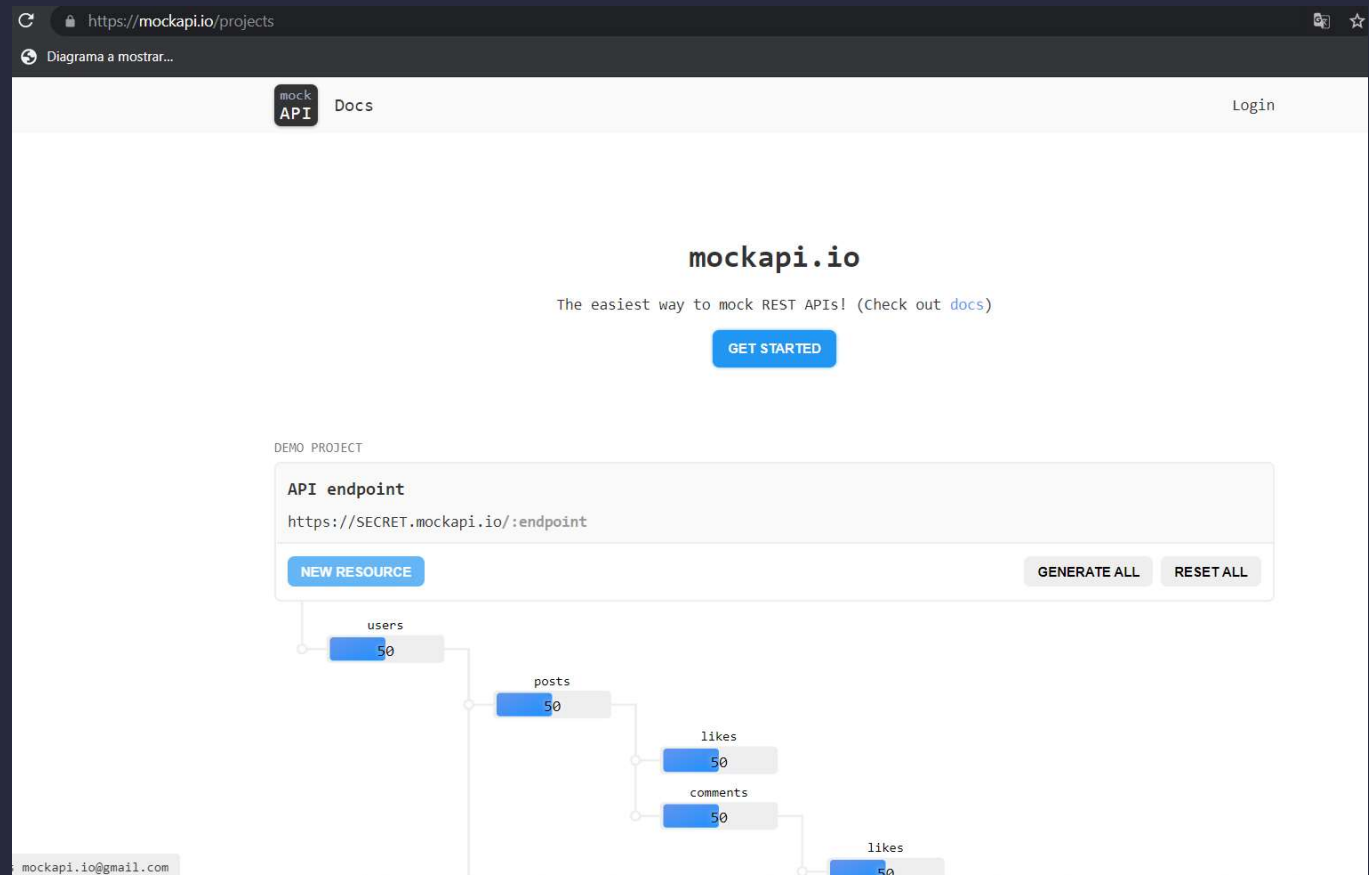 https://mockapi.io/projects
Diagrama a mostrar...
mock
API
Docs
Login
mockapi.io
The easiest way to mock REST APIs! (Check out docs)
GET STARTED
DEMO PROJECT
API endpoint
https://SECRET.mockapi.io/:endpoint
NEW RESOURCE
GENERATE ALL
RESET ALL
users
50
posts
50
likes
50
comments
50
likes
50
mockapi.io@gmail.com